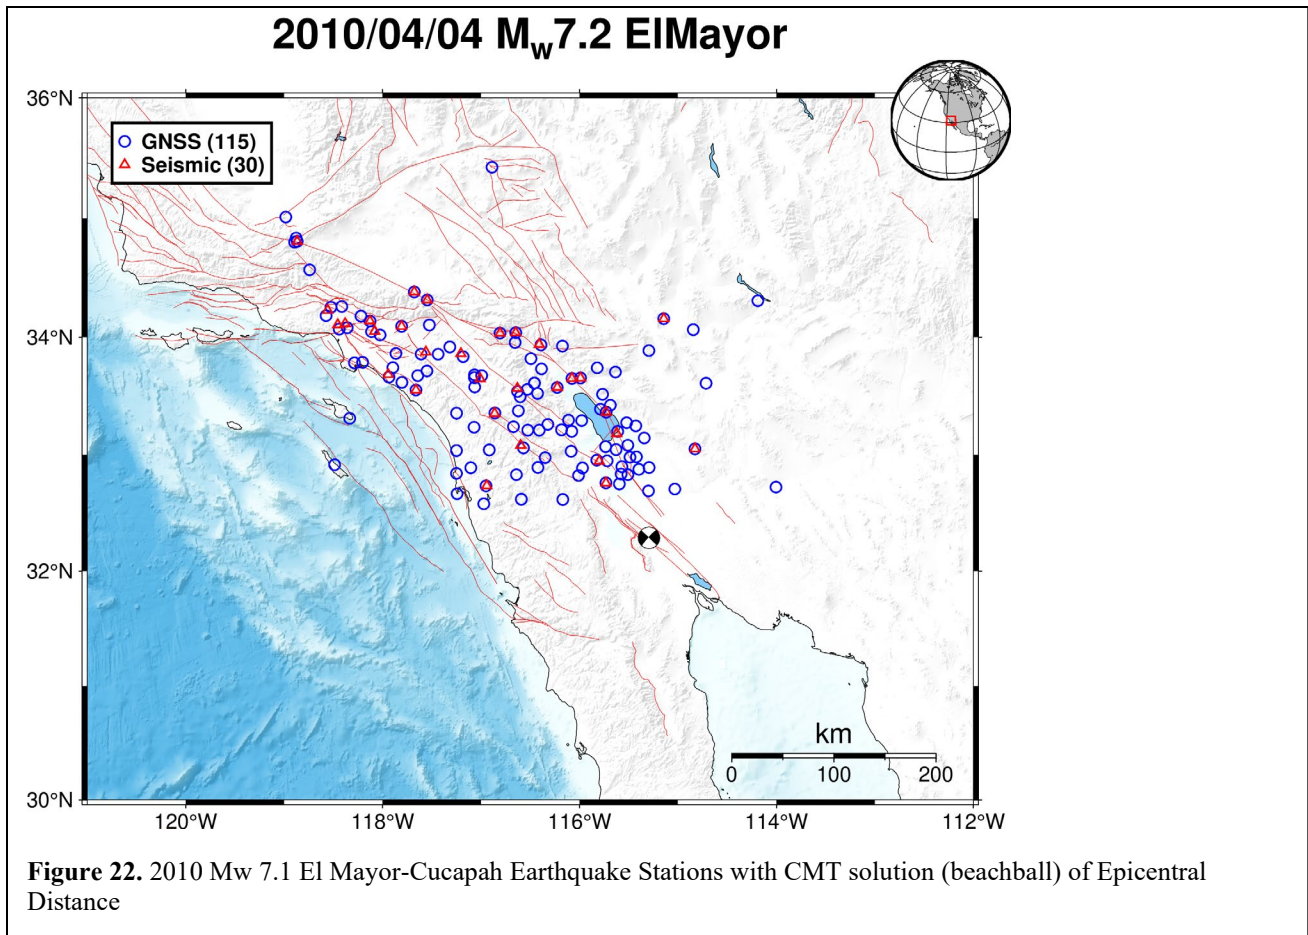 2010/04/04 Mw7.2 ElMayor
36°N
GNSS (115)
Seismic (30)
34°N
32°N
km
0 100 200
30°N
120°W 118°W 116°W 114°W 112°W
Figure 22. 2010 Mw 7.1 El Mayor-Cucapah Earthquake Stations with CMT solution (beachball) of Epicentral
Distance